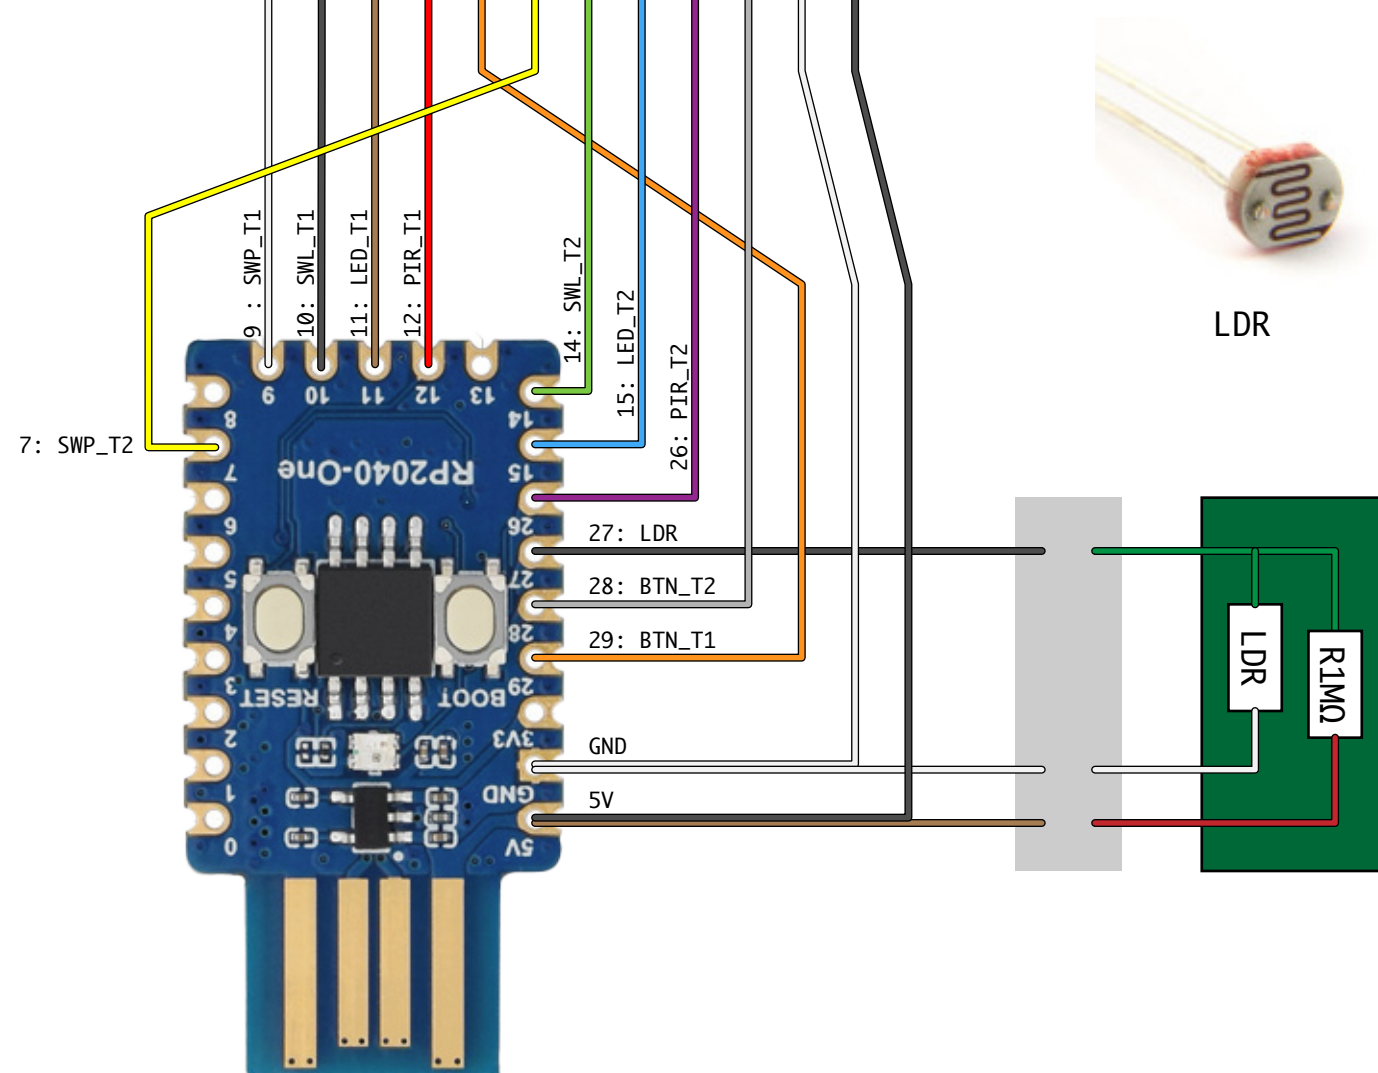 9 : SWP_T1
10: SWL_T1
11: LED_T1
12: PIR_T1
14: SWL_T2
15: LED_T2
26: PIR_T2
LDR
7: SWP_T2
27: LDR
28: BTN_T2
29: BTN_T1
GND
5V
9
10
11
12
13
8
14
7
15
RP2040-One
6
26
5
27
4
28
3
29
RESET
BOOT
2
3V3
1
GND
0
5V
LDR
R1MΩ